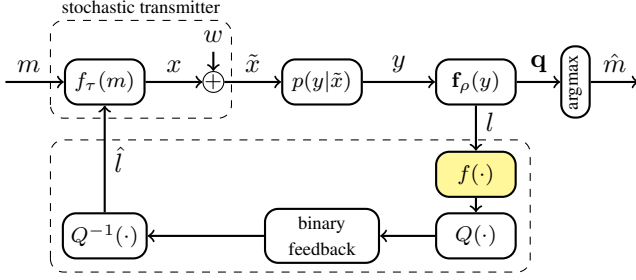 stochastic transmitter
m
f_τ(m)
x
w
⊕
x̃
p(y|x̃)
y
𝐟_ρ(y)
𝐪
argmax
m̂
l
l̂
f(·)
Q⁻¹(·)
binary
feedback
Q(·)